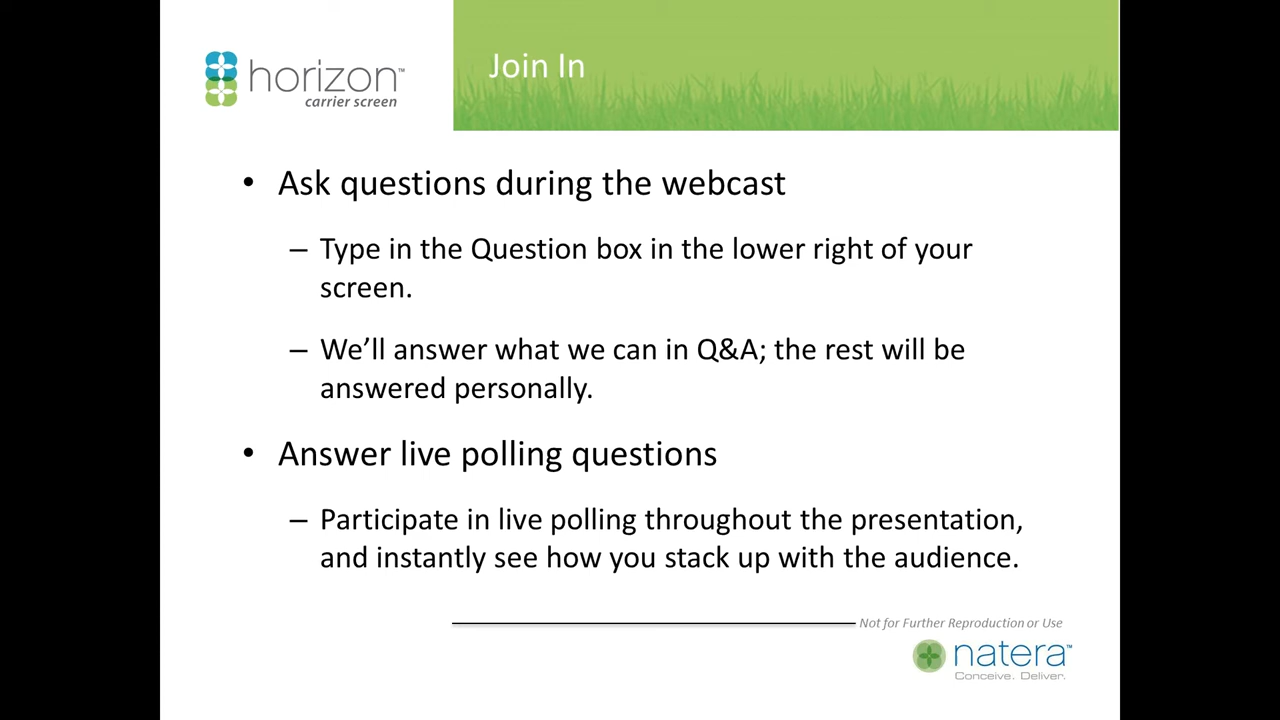 horizon™
carrier screen
Join In
• Ask questions during the webcast
– Type in the Question box in the lower right of your
screen.
– We’ll answer what we can in Q&A; the rest will be
answered personally.
• Answer live polling questions
– Participate in live polling throughout the presentation,
and instantly see how you stack up with the audience.
Not for Further Reproduction or Use
natera™
Conceive. Deliver.